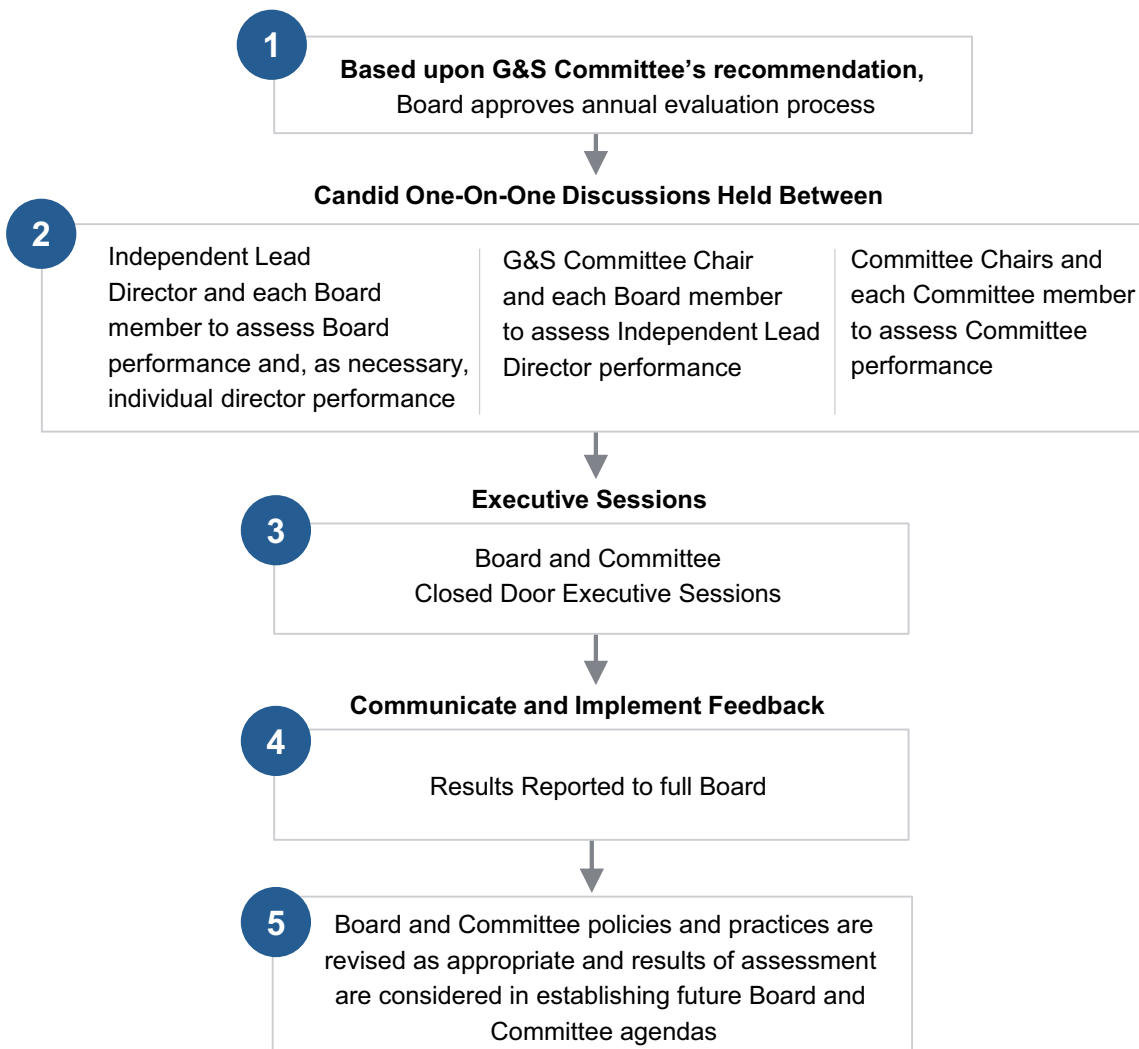 1
Based upon G&S Committee's recommendation,
Board approves annual evaluation process
Candid One-On-One Discussions Held Between
2
Independent Lead
Director and each Board
member to assess Board
performance and, as necessary,
individual director performance
G&S Committee Chair
and each Board member
to assess Independent Lead
Director performance
Committee Chairs and
each Committee member
to assess Committee
performance
Executive Sessions
3
Board and Committee
Closed Door Executive Sessions
Communicate and Implement Feedback
4
Results Reported to full Board
5
Board and Committee policies and practices are
revised as appropriate and results of assessment
are considered in establishing future Board and
Committee agendas